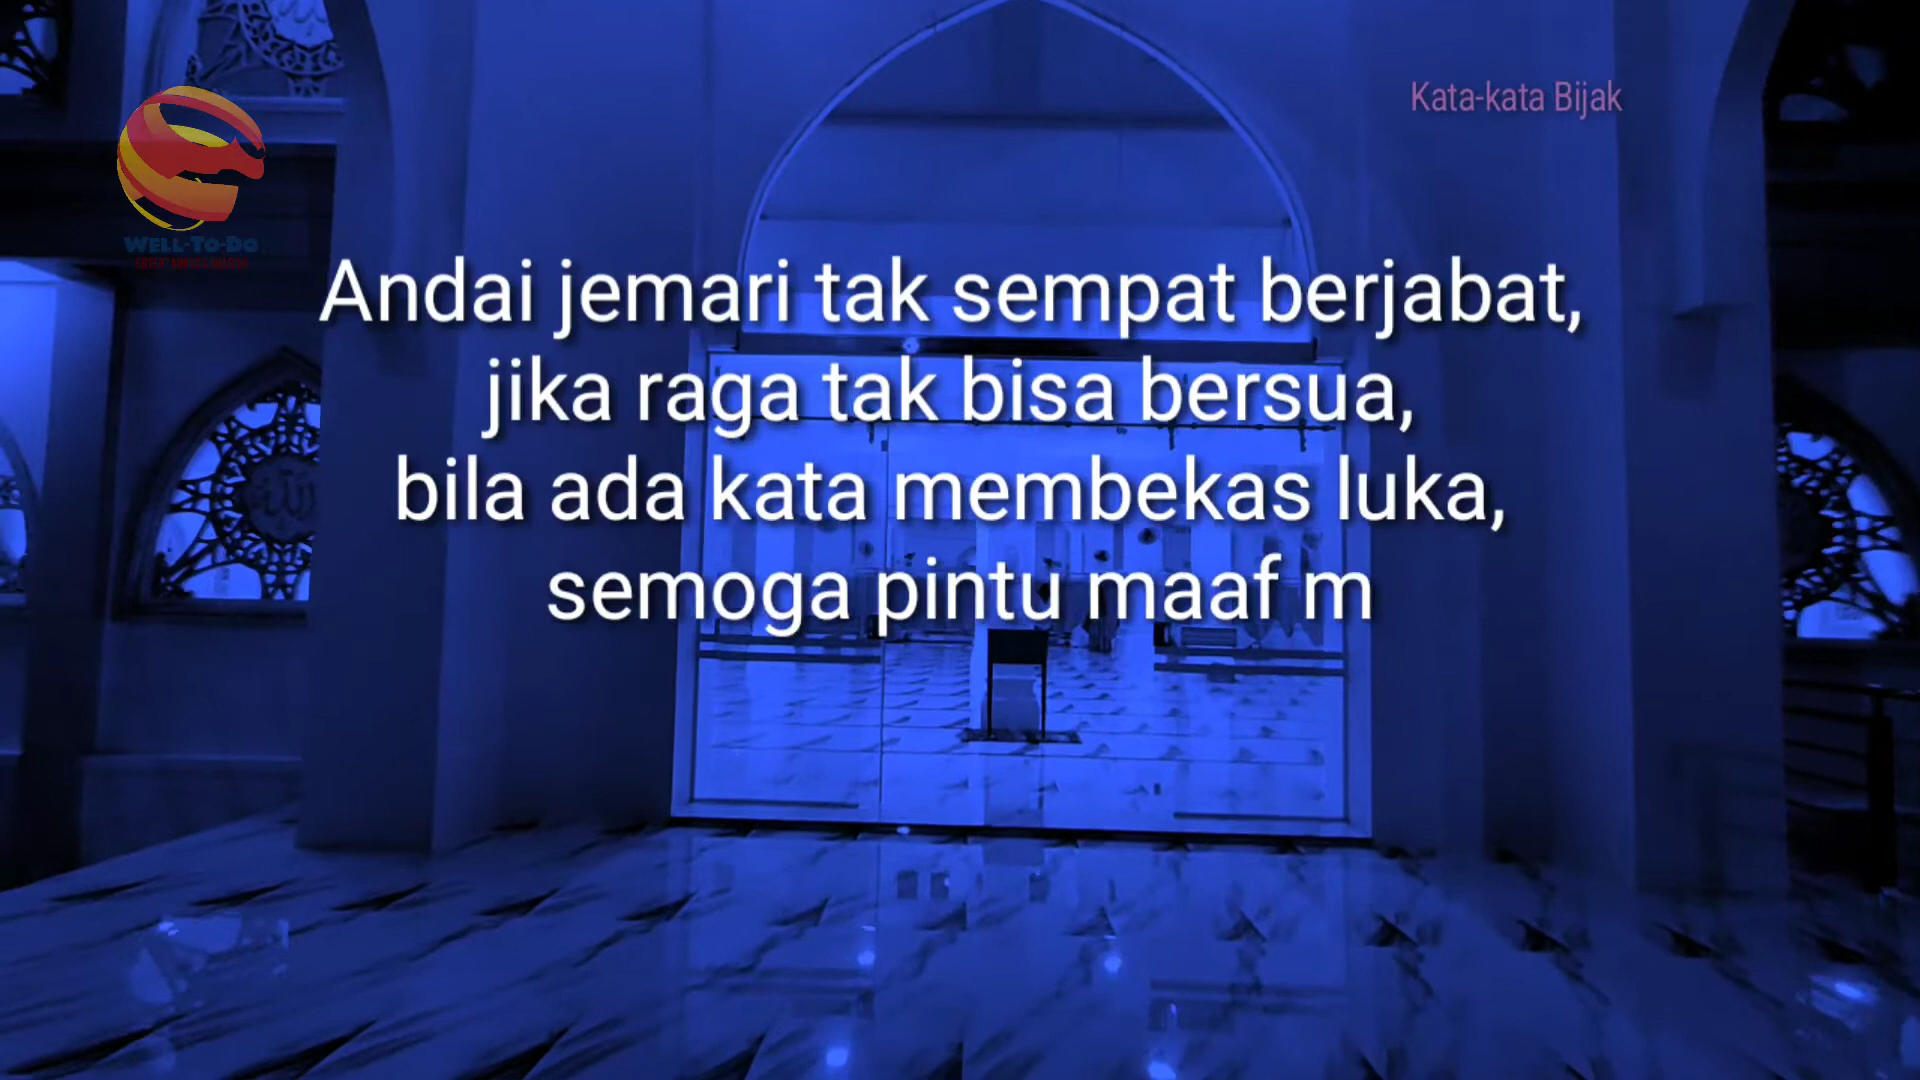 Kata-kata Bijak
WELL-TO-DO
Andai jemari tak sempat berjabat,
jika raga tak bisa bersua,
bila ada kata membekas luka,
semoga pintu maaf m